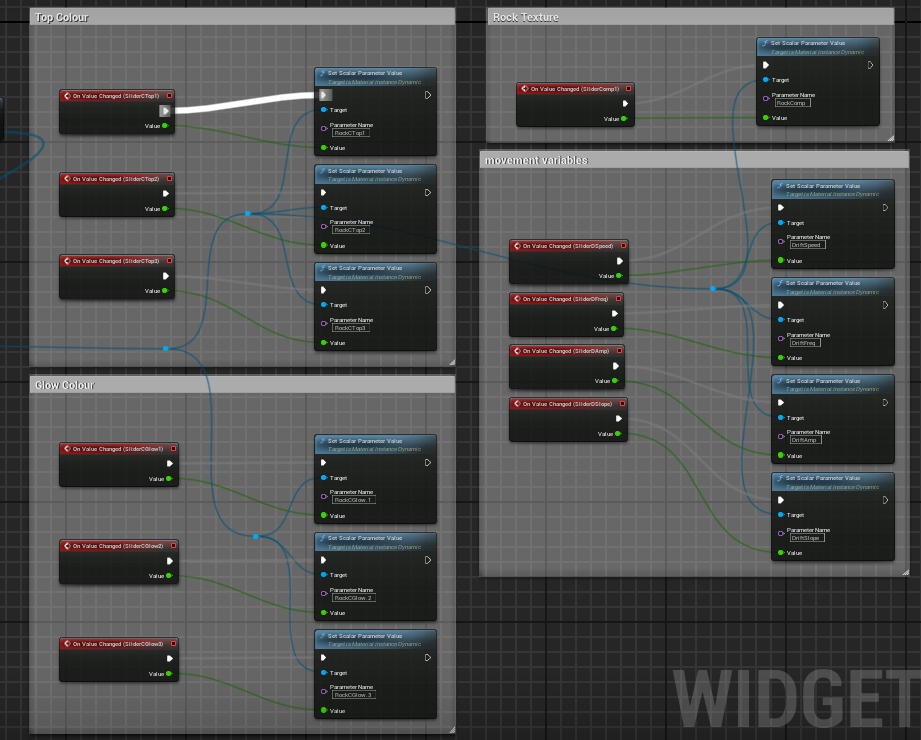 Top Colour
On Value Changed (SliderCTop1)
Value
Set Scalar Parameter Value
Target is Material Instance Dynamic
Target
Parameter Name
RockCTop1
Value
On Value Changed (SliderCTop2)
Value
Set Scalar Parameter Value
Target is Material Instance Dynamic
Target
Parameter Name
RockCTop2
Value
On Value Changed (SliderCTop3)
Value
Set Scalar Parameter Value
Target is Material Instance Dynamic
Target
Parameter Name
RockCTop3
Value
Glow Colour
On Value Changed (SliderCGlow1)
Value
Set Scalar Parameter Value
Target is Material Instance Dynamic
Target
Parameter Name
RockCGlow.1
Value
On Value Changed (SliderCGlow2)
Value
Set Scalar Parameter Value
Target is Material Instance Dynamic
Target
Parameter Name
RockCGlow.2
Value
On Value Changed (SliderCGlow3)
Value
Set Scalar Parameter Value
Target is Material Instance Dynamic
Target
Parameter Name
RockCGlow.3
Value
Rock Texture
On Value Changed (SliderComp1)
Value
Set Scalar Parameter Value
Target is Material Instance Dynamic
Target
Parameter Name
RockComp
Value
movement variables
On Value Changed (SliderDSpeed)
Value
On Value Changed (SliderDFreq)
Value
On Value Changed (SliderDAmp)
Value
On Value Changed (SliderDSlope)
Value
Set Scalar Parameter Value
Target is Material Instance Dynamic
Target
Parameter Name
DriftSpeed
Value
Set Scalar Parameter Value
Target is Material Instance Dynamic
Target
Parameter Name
DriftFreq
Value
Set Scalar Parameter Value
Target is Material Instance Dynamic
Target
Parameter Name
DriftAmp
Value
Set Scalar Parameter Value
Target is Material Instance Dynamic
Target
Parameter Name
DriftSlope
Value
WIDGET